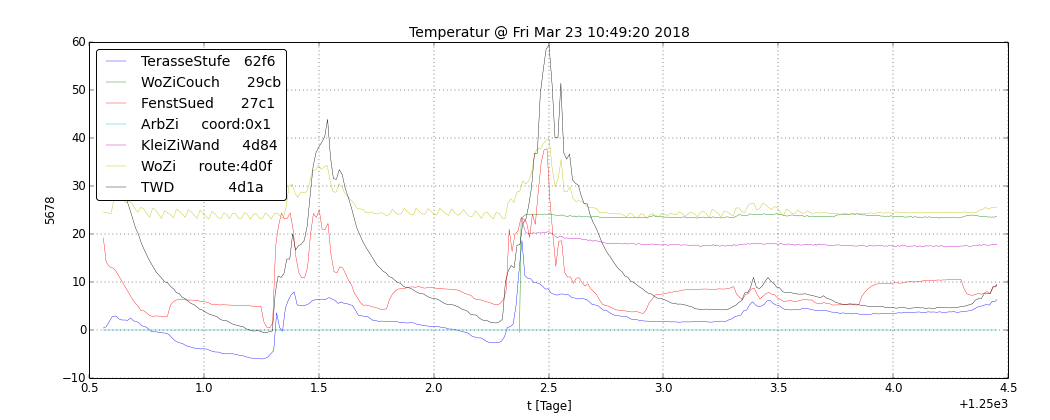 Temperatur @ Fri Mar 23 10:49:20 2018
60
50
40
30
20
10
0
−10
5678
TerasseStufe 62f6
WoZiCouch 29cb
FenstSued 27c1
ArbZi coord:0x1
KleiZiWand 4d84
WoZi route:4d0f
TWD 4d1a
0.5 1.0 1.5 2.0 2.5 3.0 3.5 4.0 4.5
t [Tage]
+1.25e3